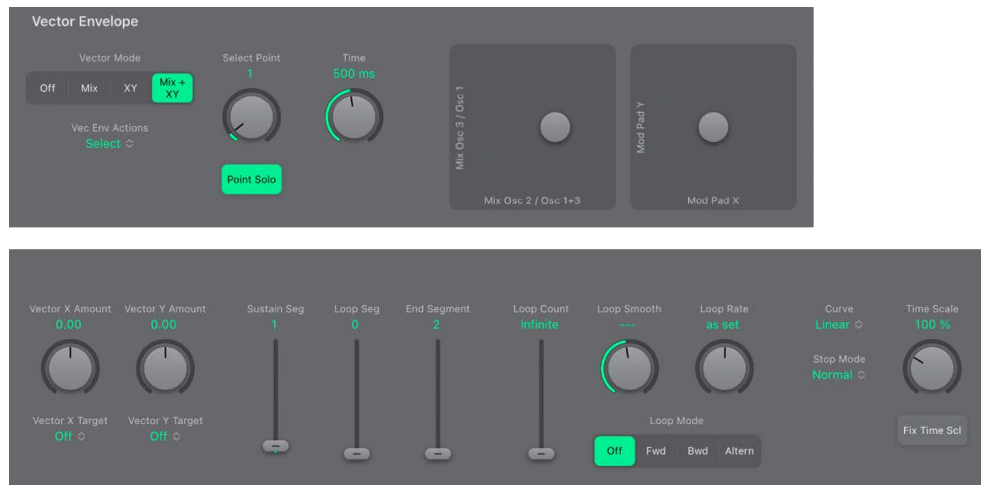 Vector Envelope
Vector Mode
Off Mix XY Mix + XY
Vec Env Actions
Select
Select Point
1
Point Solo
Time
500 ms
Mix Osc 3 / Osc 1
Mix Osc 2 / Osc 1+3
Mod Pad Y
Mod Pad X
Vector X Amount Vector Y Amount Sustain Seg Loop Seg End Segment Loop Count Loop Smooth Loop Rate Curve Time Scale
0.00 0.00 1 0 2 Infinite --- as set Linear 100 %
Stop Mode
Normal
Vector X Target Vector Y Target Loop Mode
Off Off Fix Time Scl
Off Fwd Bwd Altern